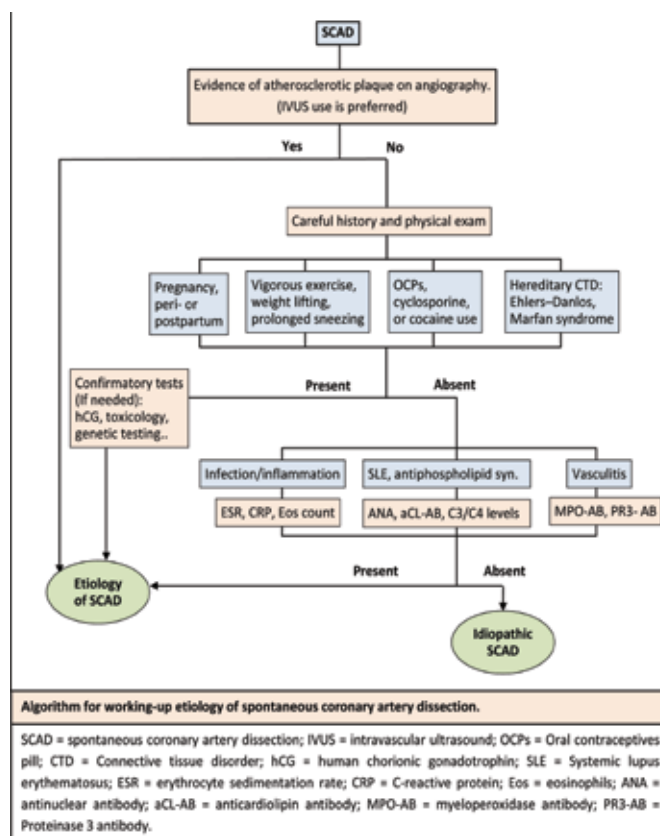 SCAD
Evidence of atherosclerotic plaque on angiography.
(IVUS use is preferred)
Yes
No
Careful history and physical exam
Pregnancy,
peri- or
postpartum
Vigorous exercise,
weight lifting,
prolonged sneezing
OCPs,
cyclosporine,
or cocaine use
Hereditary CTD:
Ehlers–Danlos,
Marfan syndrome
Present
Absent
Confirmatory tests
(If needed):
hCG, toxicology,
genetic testing..
Infection/inflammation
SLE, antiphospholipid syn.
Vasculitis
ESR, CRP, Eos count
ANA, aCL-AB, C3/C4 levels
MPO-AB, PR3- AB
Present
Absent
Etiology
of SCAD
Idiopathic
SCAD
Algorithm for working-up etiology of spontaneous coronary artery dissection.
SCAD = spontaneous coronary artery dissection; IVUS = intravascular ultrasound; OCPs = Oral contraceptives
pill; CTD = Connective tissue disorder; hCG = human chorionic gonadotrophin; SLE = Systemic lupus
erythematosus; ESR = erythrocyte sedimentation rate; CRP = C-reactive protein; Eos = eosinophils; ANA =
antinuclear antibody; aCL-AB = anticardiolipin antibody; MPO-AB = myeloperoxidase antibody; PR3-AB =
Proteinase 3 antibody.